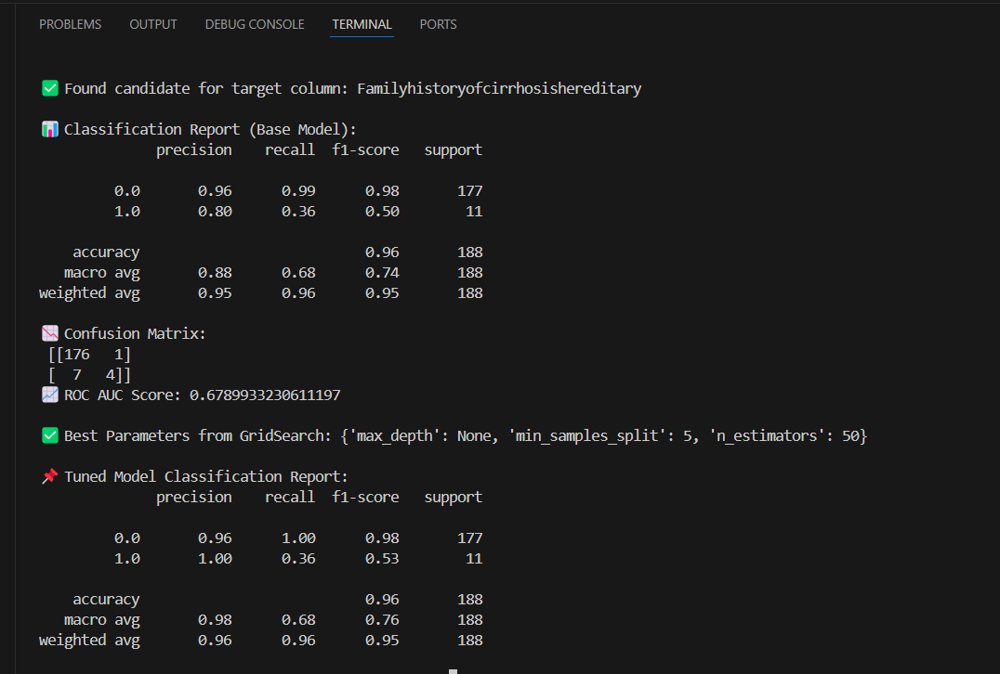 PROBLEMS OUTPUT DEBUG CONSOLE TERMINAL PORTS
✅ Found candidate for target column: Familyhistoryofcirrhosishereditary
📊 Classification Report (Base Model):
precision recall f1-score support
0.0 0.96 0.99 0.98 177
1.0 0.80 0.36 0.50 11
accuracy 0.96 188
macro avg 0.88 0.68 0.74 188
weighted avg 0.95 0.96 0.95 188
📉 Confusion Matrix:
[[176 1]
[ 7 4]]
📈 ROC AUC Score: 0.6789933230611197
✅ Best Parameters from GridSearch: {'max_depth': None, 'min_samples_split': 5, 'n_estimators': 50}
📌 Tuned Model Classification Report:
precision recall f1-score support
0.0 0.96 1.00 0.98 177
1.0 1.00 0.36 0.53 11
accuracy 0.96 188
macro avg 0.98 0.68 0.76 188
weighted avg 0.96 0.96 0.95 188